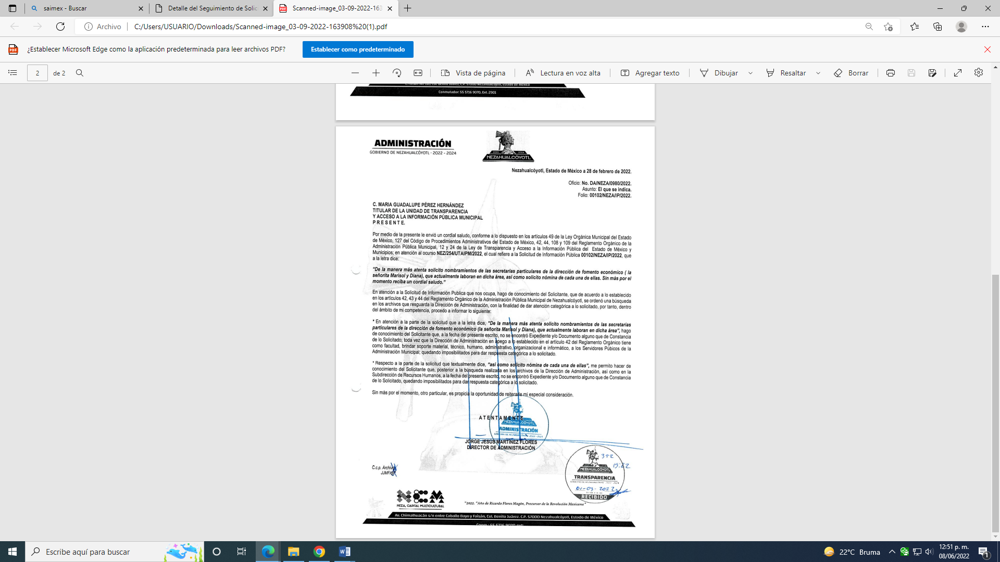 saimex - Buscar
Detalle del Seguimiento de Solic
Scanned-image_03-09-2022-163
Archivo
C:/Users/USUARIO/Downloads/Scanned-image_03-09-2022-163908%20(1).pdf
¿Establecer Microsoft Edge como la aplicación predeterminada para leer archivos PDF?
Establecer como predeterminado
2 de 2
Vista de página
Lectura en voz alta
Agregar texto
Dibujar
Resaltar
Borrar
C. Faisán No. 103, Col. Benito Juárez, C.P. 57000 Nezahualcóyotl, Estado de México
Conmutador: 55 5716 9070, Ext. 2901
ADMINISTRACIÓN
GOBIERNO DE NEZAHUALCÓYOTL · 2022 - 2024
2022 2024
NEZAHUALCÓYOTL
Nezahualcóyotl, Estado de México a 28 de febrero de 2022.
Oficio: No. DA/NEZA/0980/2022.
Asunto: El que se indica.
Folio: 00102/NEZA/IP/2022.
C. MARIA GUADALUPE PÉREZ HERNÁNDEZ
TITULAR DE LA UNIDAD DE TRANSPARENCIA
Y ACCESO A LA INFORMACIÓN PÚBLICA MUNICIPAL
P R E S E N T E.
Por medio de la presente le envió un cordial saludo, conforme a lo dispuesto en los artículos 49 de la Ley Orgánica Municipal del Estado
de México, 127 del Código de Procedimientos Administrativos del Estado de México, 42, 44, 108 y 109 del Reglamento Orgánico de la
Administración Pública Municipal, 12 y 24 de la Ley de Transparencia y Acceso a la Información Pública del Estado de México y
Municipios; en atención al ocurso NEZ/254/UTAIPM/2022, el cual refiere a la Solicitud de Información Pública 00102/NEZA/IP/2022, que
a la letra dice:
"De la manera más atenta solicito nombramientos de las secretarias particulares de la dirección de fomento económico ( la
señorita Marisol y Diana), que actualmente laboran en dicha área, así como solicito nómina de cada una de ellas. Sin más por el
momento reciba un cordial saludo."
En atención a la Solicitud de Información Publica que nos ocupa, hago de conocimiento del Solicitante, que de acuerdo a lo establecido
en los artículos 42, 43 y 44 del Reglamento Orgánico de la Administración Pública Municipal de Nezahualcóyotl, se ordenó una búsqueda
en los archivos que resguarda la Dirección de Administración, con la finalidad de dar atención categórica a lo solicitado, por tanto, dentro
del ámbito de mi competencia, procedo a informar lo siguiente:
* En atención a la parte de la solicitud que a la letra dice, "De la manera más atenta solicito nombramientos de las secretarias
particulares de la dirección de fomento económico (la señorita Marisol y Diana), que actualmente laboran en dicha área", hago
de conocimiento del Solicitante que, a la fecha del presente escrito, no se encontró Expediente y/o Documento alguno que de Constancia
de lo Solicitado; toda vez que la Dirección de Administración en apego a lo establecido en el artículo 42 del Reglamento Orgánico tiene
como facultad, brindar soporte material, técnico, humano, administrativo, organizacional e informático, a los Servidores Púbicos de la
Administración Municipal; quedando imposibilitados para dar respuesta categórica a lo solicitado.
* Respecto a la parte de la solicitud que textualmente dice, "así como solicito nómina de cada una de ellas", me permito hacer de
conocimiento del Solicitante que, posterior a la búsqueda realizada en los archivos de la Dirección de Administración, así como en la
Subdirección de Recursos Humanos, a la fecha del presente escrito, no se encontró Expediente y/o Documento alguno que de Constancia
de lo Solicitado, quedando imposibilitados para dar respuesta categórica a lo solicitado.
Sin más por el momento, otro particular, es propicia la oportunidad de reiterarle mi especial consideración.
A T E N T A M E N T E
NEZAHUALCÓYOTL
ADMINISTRACIÓN
JORGE JESÚS MARTÍNEZ FLORES
DIRECTOR DE ADMINISTRACIÓN
C.c.p. Archivo
392
15:22
NEZAHUALCÓYOTL
TRANSPARENCIA
GOBIERNO DE NEZAHUALCÓYOTL · 2022 - 2024
01-03-2022
RECIBIDO
NCM
NEZA, CAPITAL MULTICULTURAL
"2022. "Año de Ricardo Flores Magón, Precursor de la Revolución Mexicana"
Av. Chimalhuacán s/n entre Caballo Bayo y Faisán, Col. Benito Juárez, C.P. 57000 Nezahualcóyotl, Estado de México
Conm.: 55 5716 9070 ext:
Escribe aquí para buscar
22°C Bruma
12:51 p. m.
08/06/2022
1